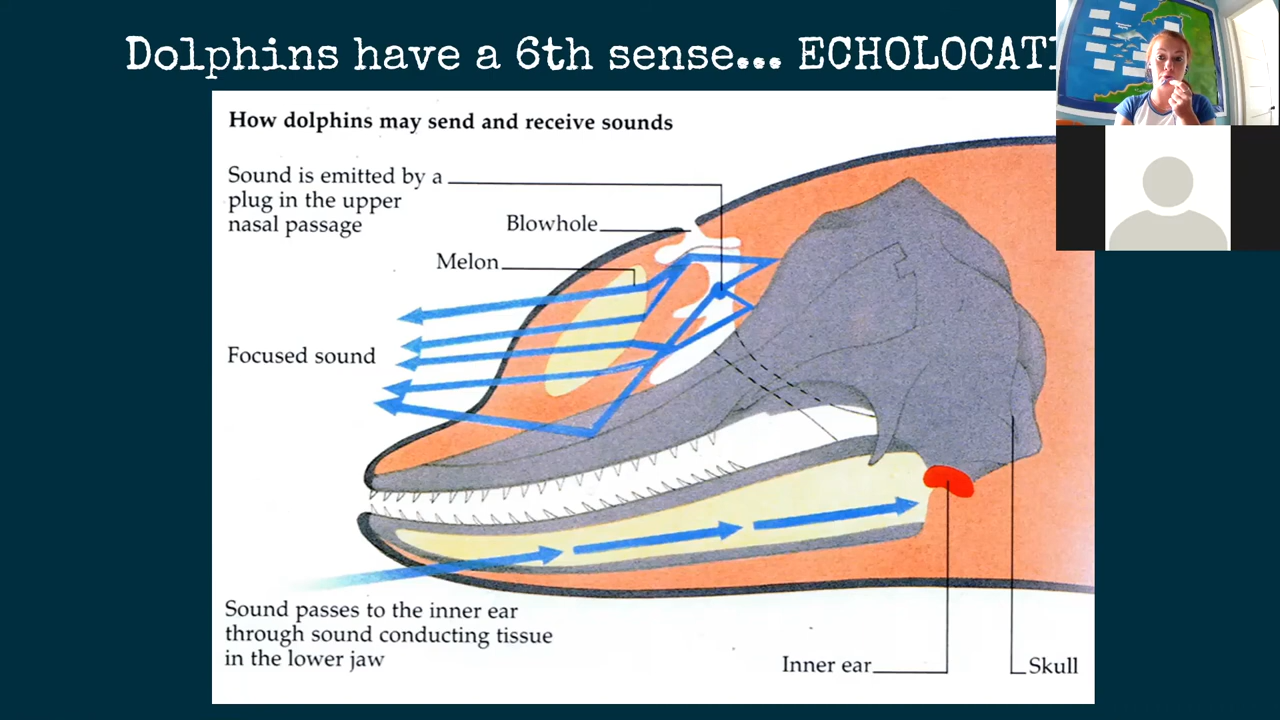 Dolphins have a 6th sense... ECHOLOCATI
How dolphins may send and receive sounds
Sound is emitted by a
plug in the upper
nasal passage
Blowhole
Melon
Focused sound
Sound passes to the inner ear
through sound conducting tissue
in the lower jaw
Inner ear
Skull